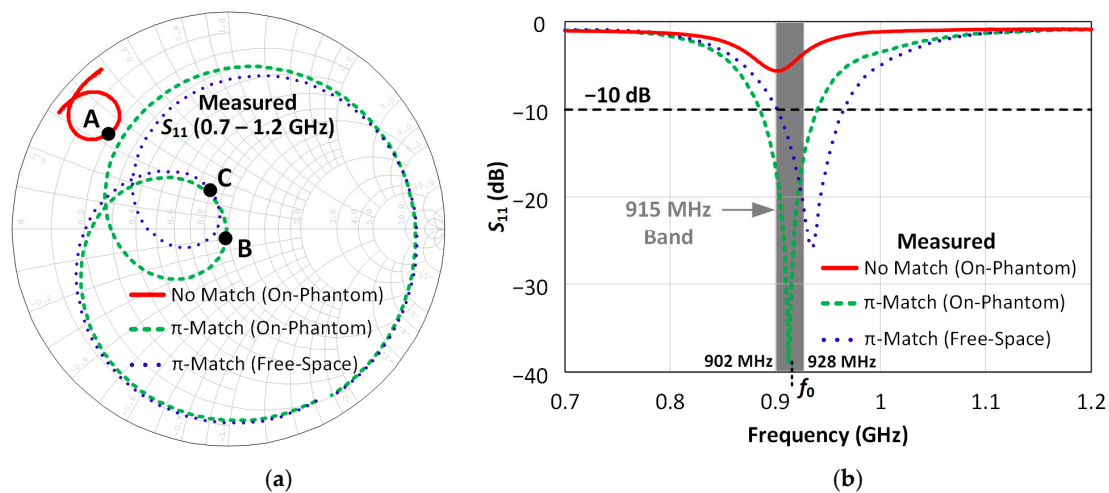 A
Measured
S11 (0.7 – 1.2 GHz)
C
B
No Match (On-Phantom)
π-Match (On-Phantom)
π-Match (Free-Space)
(a)
0
−10
−20
−30
−40
S11 (dB)
−10 dB
915 MHz
Band
Measured
No Match (On-Phantom)
π-Match (On-Phantom)
π-Match (Free-Space)
902 MHz
928 MHz
f0
0.7 0.8 0.9 1 1.1 1.2
Frequency (GHz)
(b)